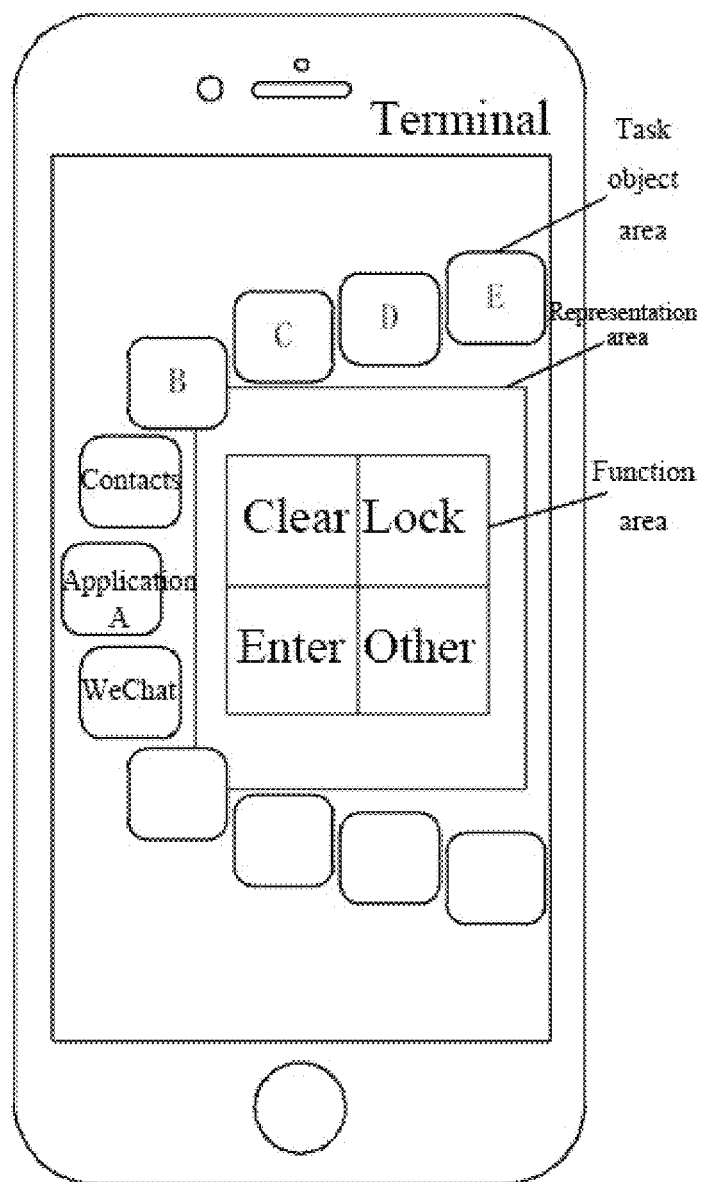 Terminal
Task
object
area
E
D
C
B
Representation
area
Contacts
Function
area
Clear
Lock
Application
A
Enter
Other
WeChat